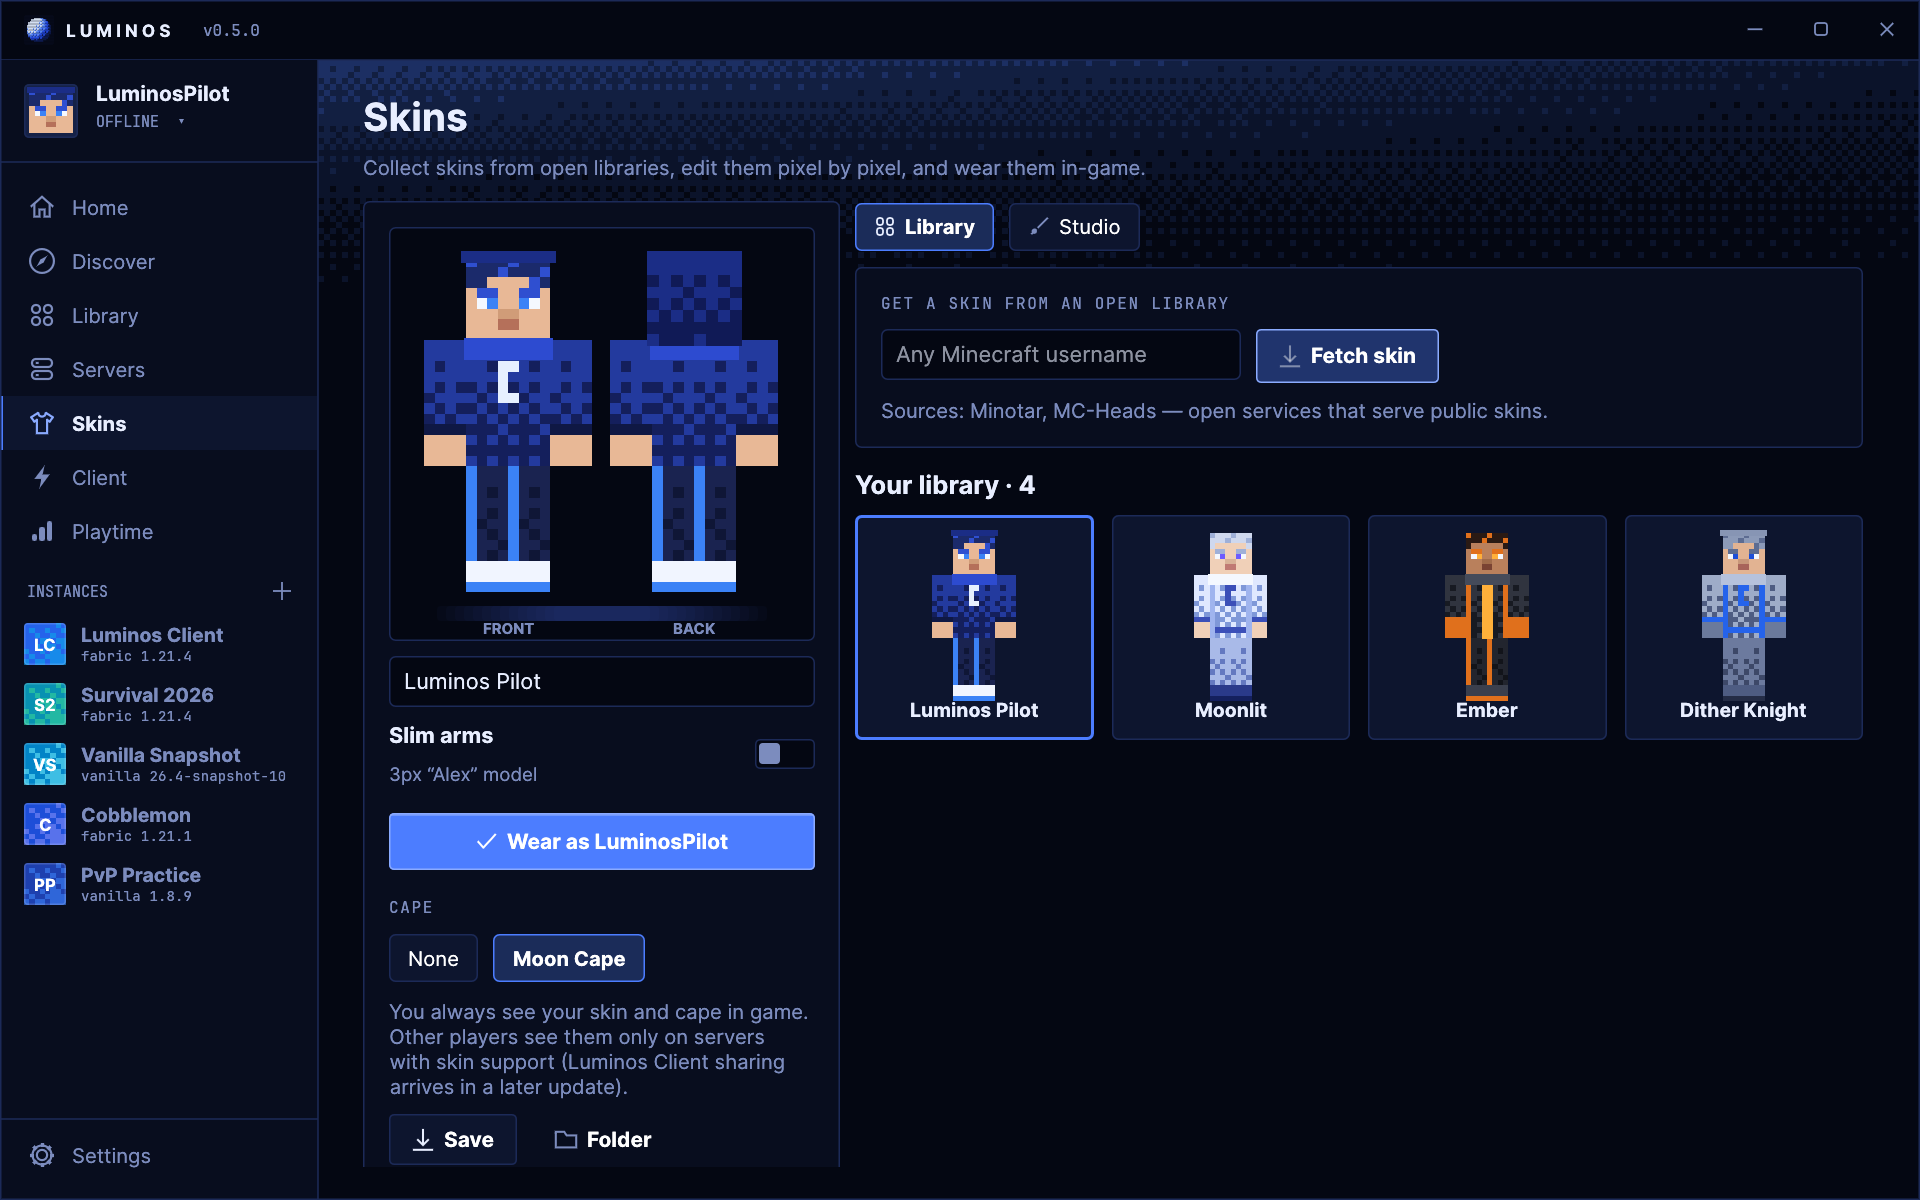 LUMINOS v0.5.0
LuminosPilot
OFFLINE
Home
Discover
Library
Servers
Skins
Client
Playtime
INSTANCES
LC
Luminos Client
fabric 1.21.4
S2
Survival 2026
fabric 1.21.4
VS
Vanilla Snapshot
vanilla 26.4-snapshot-10
C
Cobblemon
fabric 1.21.1
PP
PvP Practice
vanilla 1.8.9
Settings
Skins
Collect skins from open libraries, edit them pixel by pixel, and wear them in-game.
FRONT BACK
Luminos Pilot
Slim arms
3px “Alex” model
Wear as LuminosPilot
CAPE
None Moon Cape
You always see your skin and cape in game.
Other players see them only on servers
with skin support (Luminos Client sharing
arrives in a later update).
Save Folder
Library Studio
GET A SKIN FROM AN OPEN LIBRARY
Any Minecraft username Fetch skin
Sources: Minotar, MC-Heads — open services that serve public skins.
Your library · 4
Luminos Pilot Moonlit Ember Dither Knight